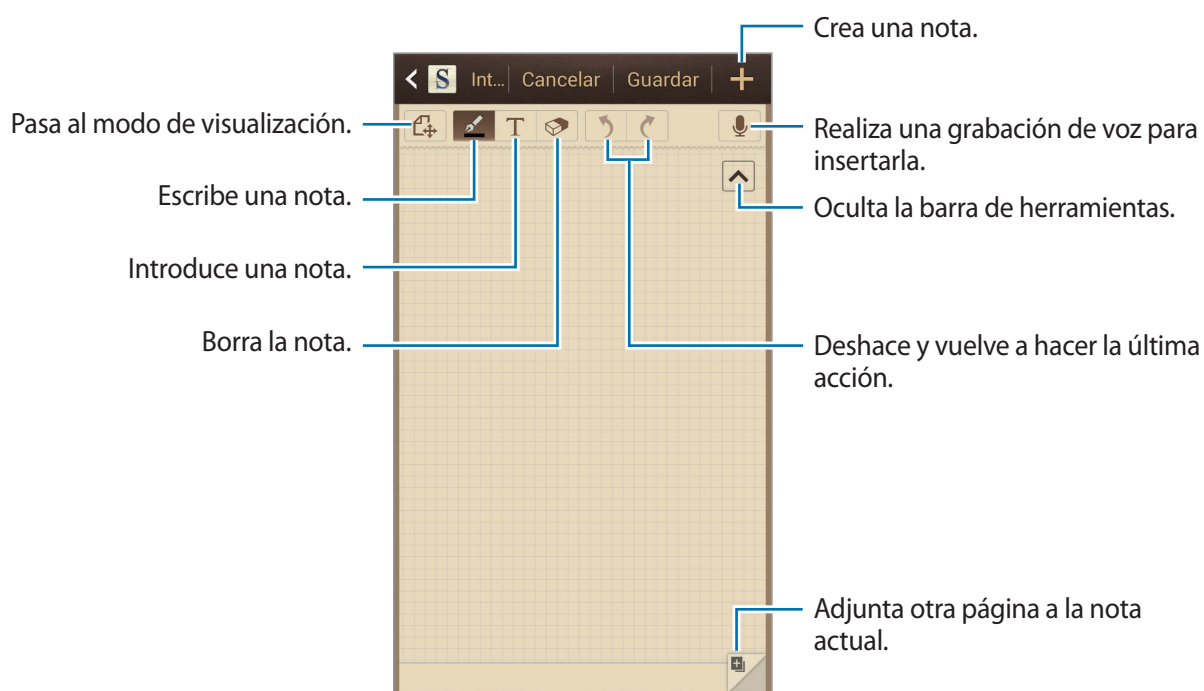 Crea una nota.
S Int... Cancelar Guardar
Pasa al modo de visualización.
T
Realiza una grabación de voz para
insertarla.
Escribe una nota.
Oculta la barra de herramientas.
Introduce una nota.
Borra la nota.
Deshace y vuelve a hacer la última
acción.
Adjunta otra página a la nota
actual.